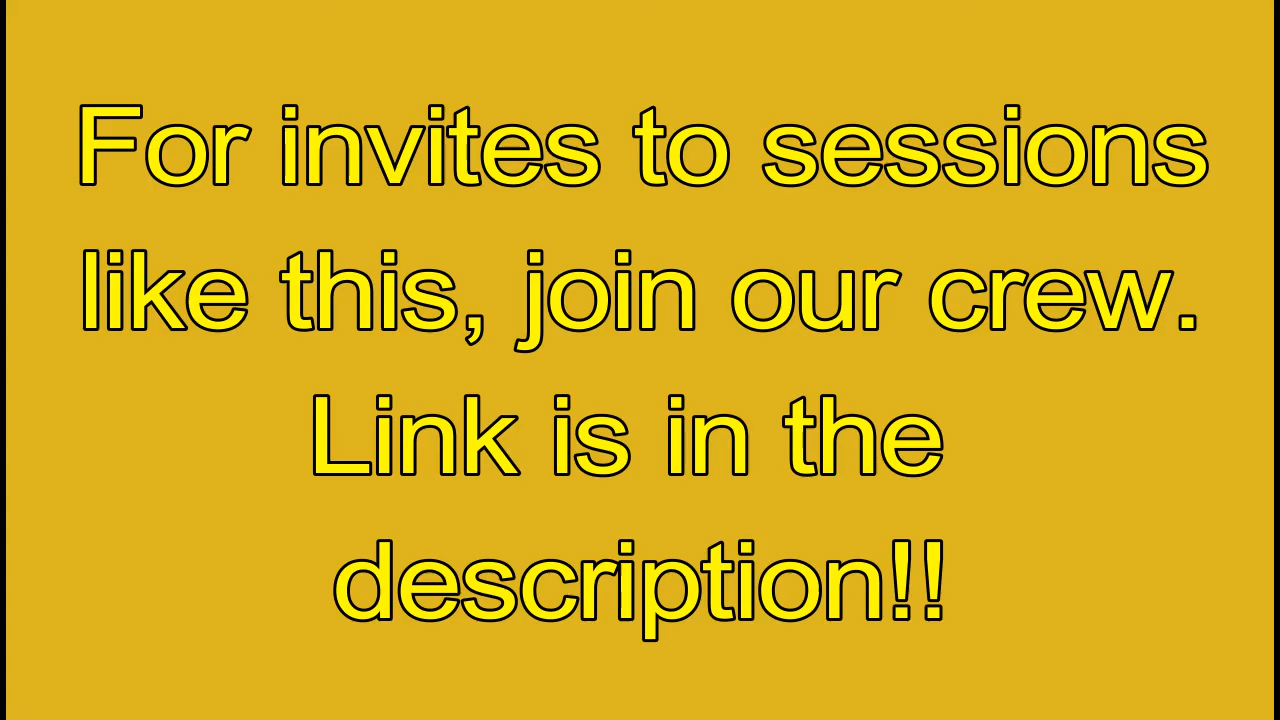 For invites to sessions
like this, join our crew.
Link is in the
description!!